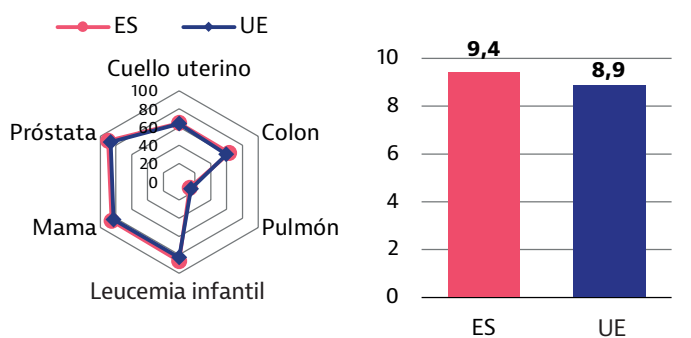 ES UE
Cuello uterino
100
80
60
40
20
0
Próstata
Colon
Mama
Pulmón
Leucemia infantil
10
8
6
4
2
0
9,4
8,9
ES UE